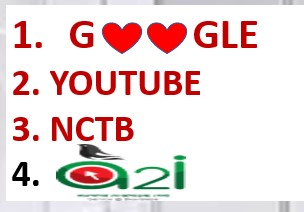 1. G❤❤GLE
2. YOUTUBE
3. NCTB
4. a2i